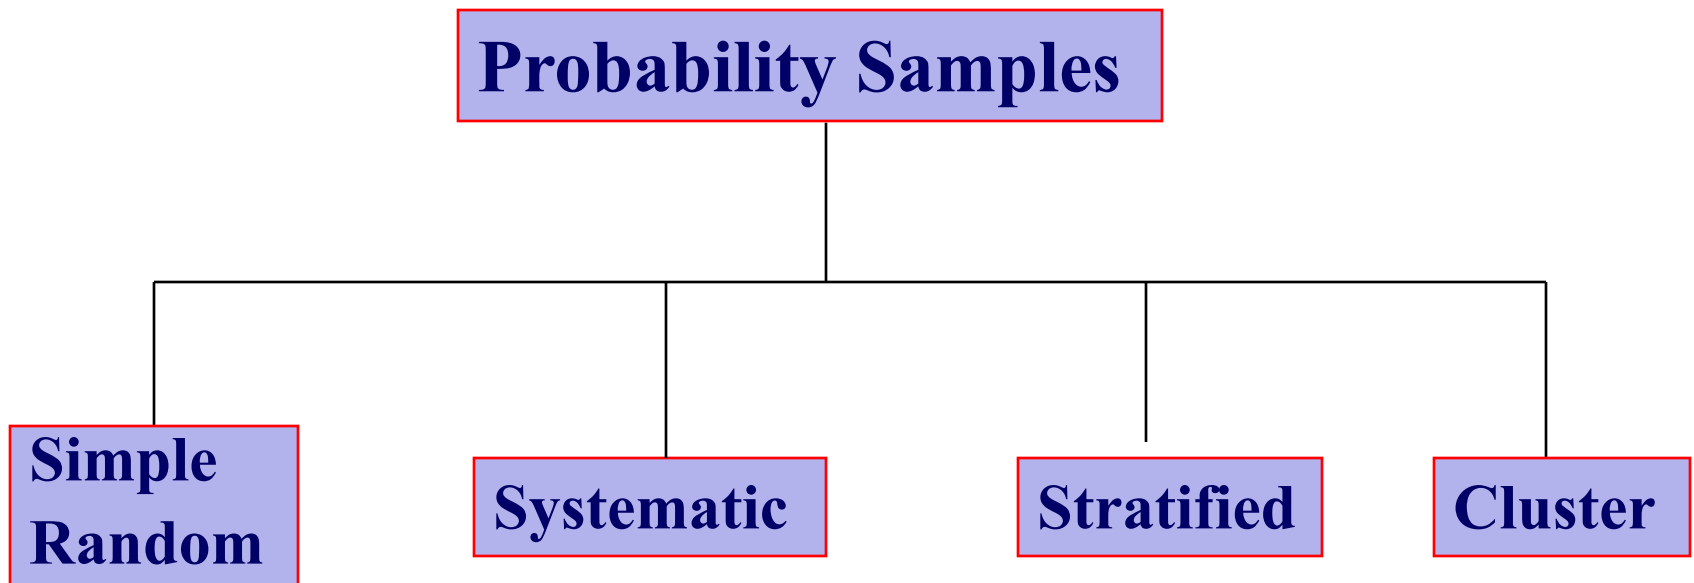 Probability Samples
Simple
Random
Systematic
Stratified
Cluster